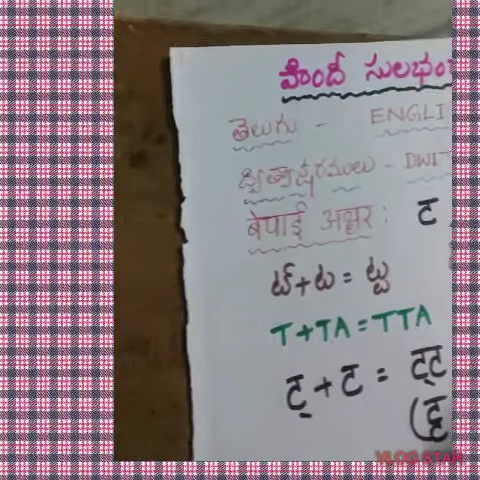 హిందీ సులభం
తెలుగు - ENGLI
ద్విత్వాక్షరములు - DWIT
बेपाई अक्षर : ट
ట్ + ట = ట్ట
T + TA = TTA
ट् + ट = ट्ट
VLOG STAR